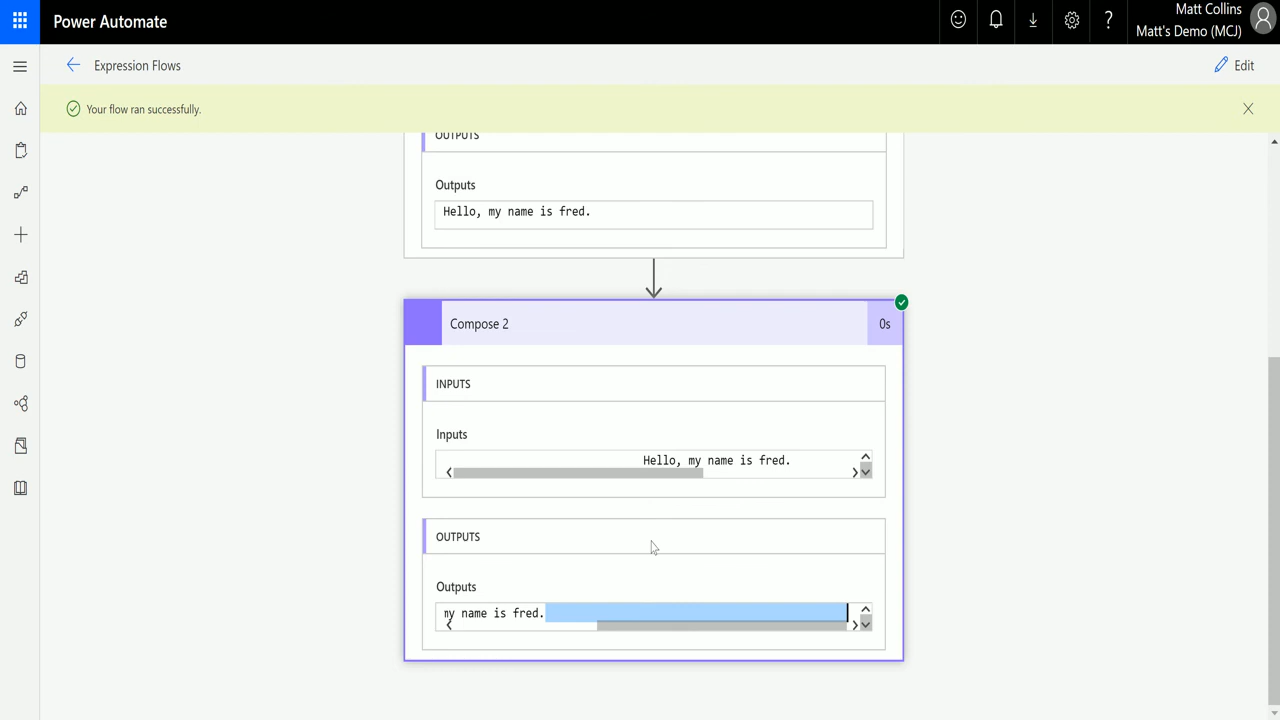 Power Automate
Matt Collins
Matt's Demo (MCJ)
Expression Flows
Edit
Your flow ran successfully.
OUTPUTS
Outputs
Hello, my name is fred.
Compose 2
0s
INPUTS
Inputs
Hello, my name is fred.
OUTPUTS
Outputs
my name is fred.